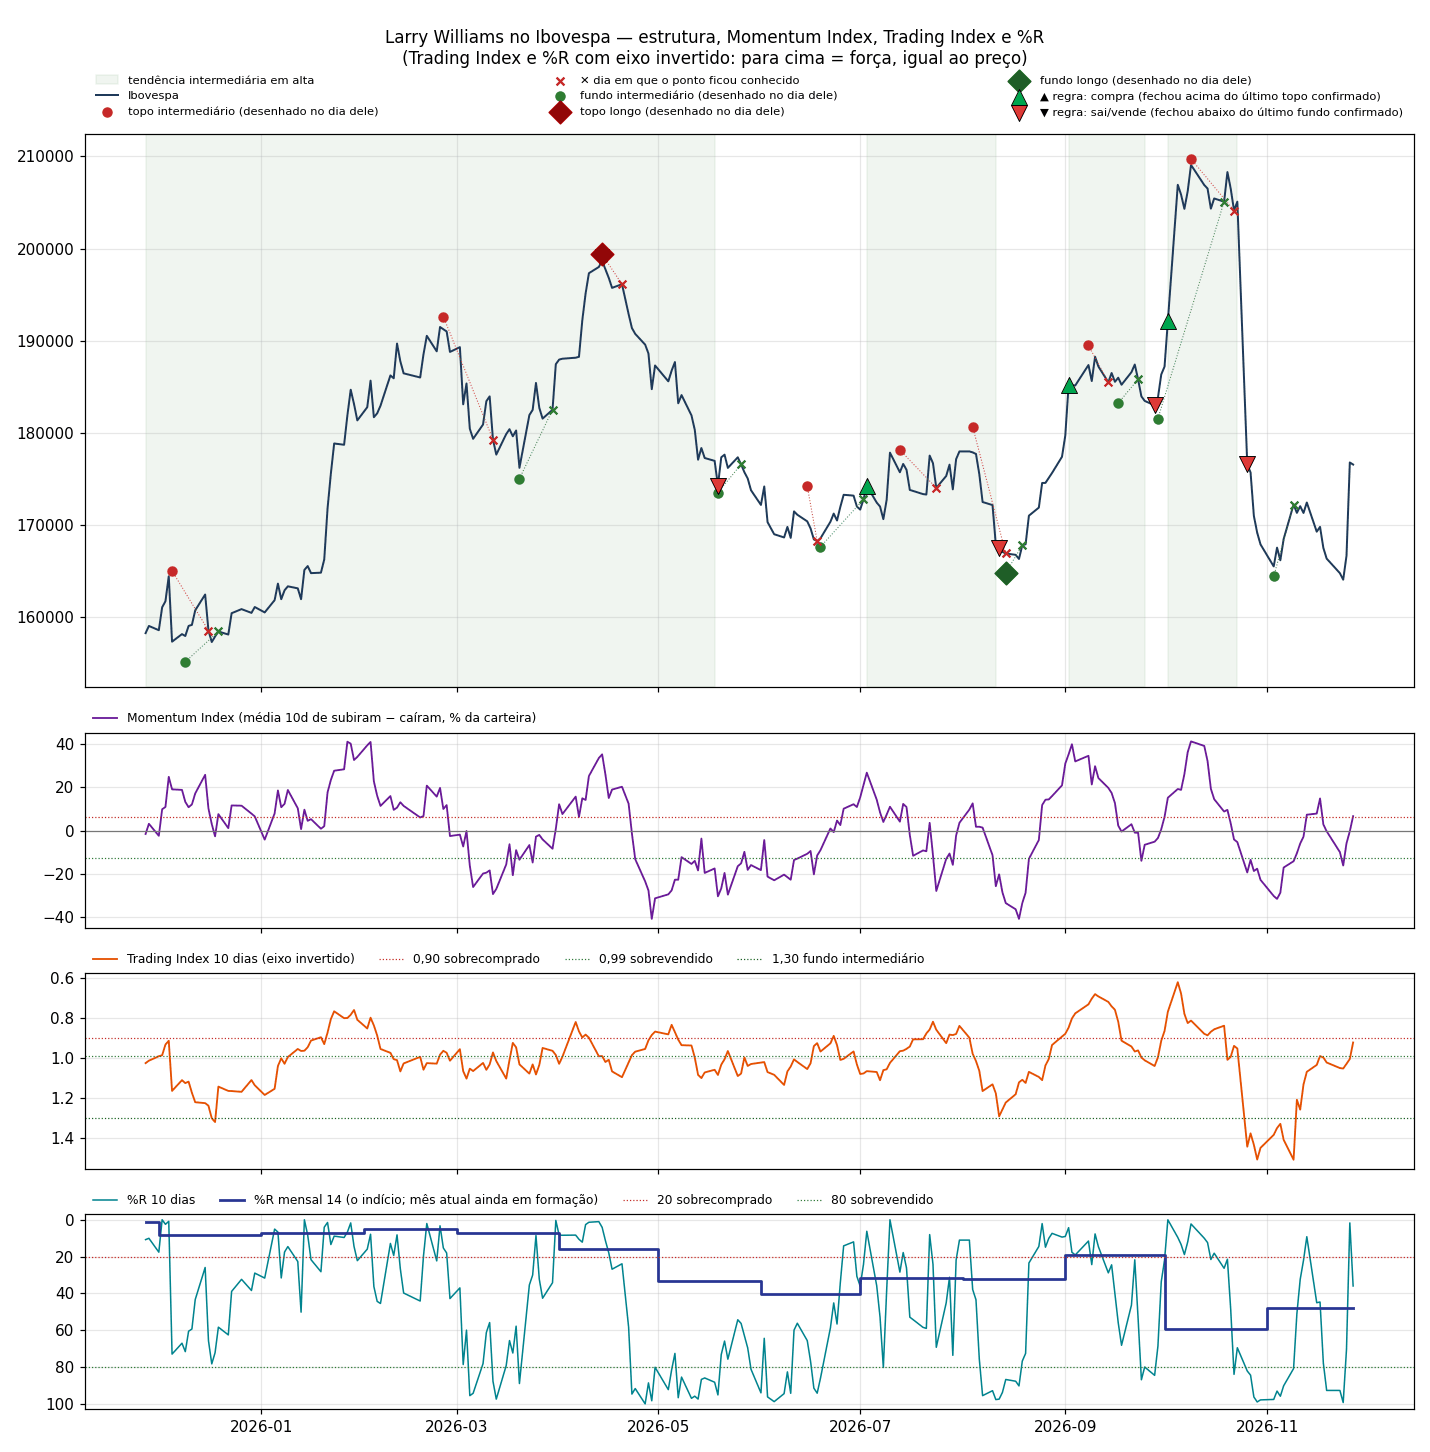 Larry Williams no Ibovespa — estrutura, Momentum Index, Trading Index e %R
(Trading Index e %R com eixo invertido: para cima = força, igual ao preço)
tendência intermediária em alta
Ibovespa
topo intermediário (desenhado no dia dele)
× dia em que o ponto ficou conhecido
fundo intermediário (desenhado no dia dele)
topo longo (desenhado no dia dele)
fundo longo (desenhado no dia dele)
▲ regra: compra (fechou acima do último topo confirmado)
▼ regra: sai/vende (fechou abaixo do último fundo confirmado)
210000
200000
190000
180000
170000
160000
Momentum Index (média 10d de subiram − caíram, % da carteira)
40
20
0
−20
−40
Trading Index 10 dias (eixo invertido) 0,90 sobrecomprado 0,99 sobrevendido 1,30 fundo intermediário
0.6
0.8
1.0
1.2
1.4
%R 10 dias %R mensal 14 (o indício; mês atual ainda em formação) 20 sobrecomprado 80 sobrevendido
0
20
40
60
80
100
2026-01 2026-03 2026-05 2026-07 2026-09 2026-11